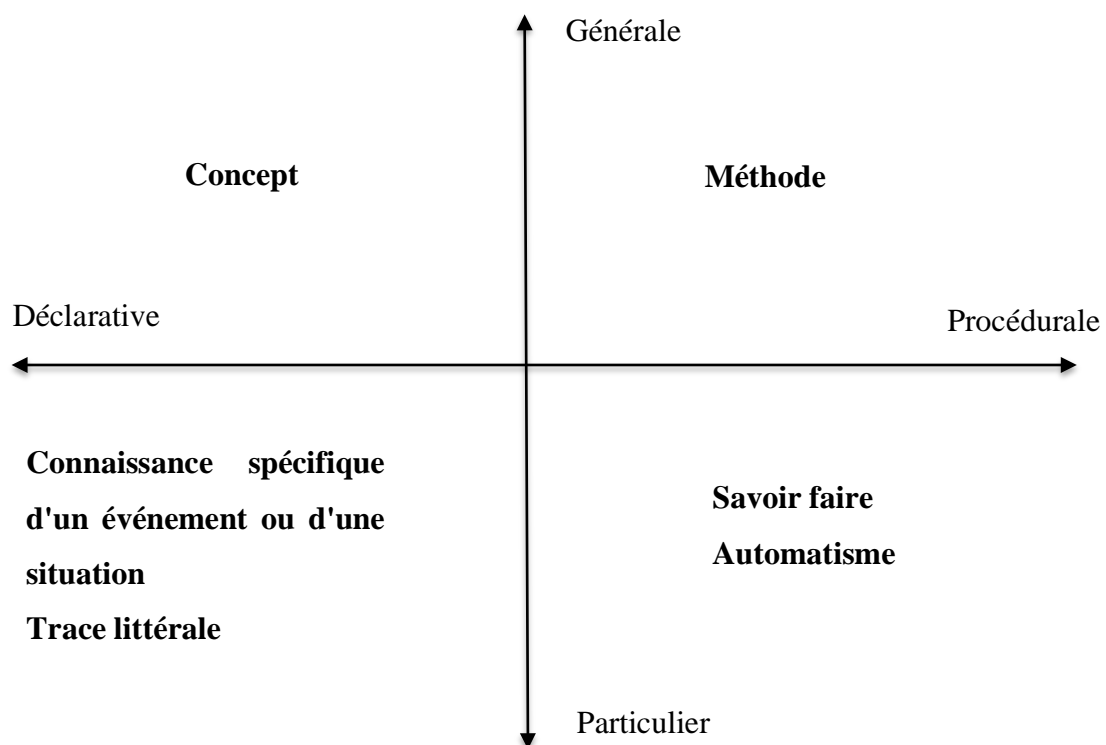 Générale
Concept
Méthode
Déclarative
Procédurale
Connaissance spécifique
d'un événement ou d'une
situation
Trace littérale
Savoir faire
Automatisme
Particulier